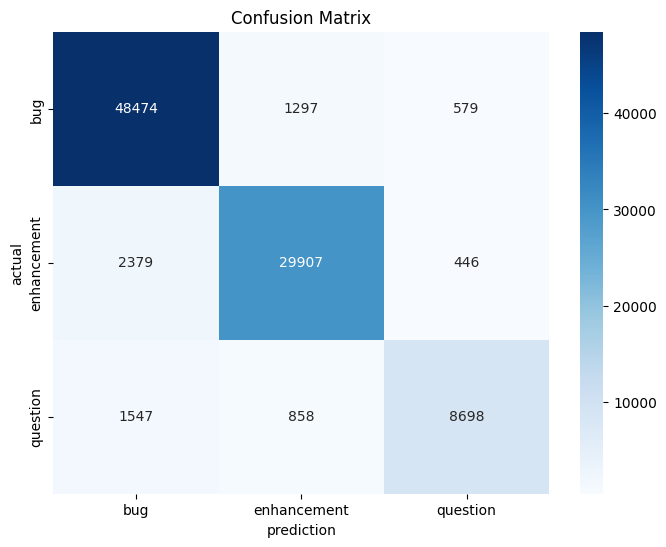 Confusion Matrix
bug
48474 1297 579
enhancement
2379 29907 446
question
1547 858 8698
actual
bug enhancement question
prediction
40000
30000
20000
10000